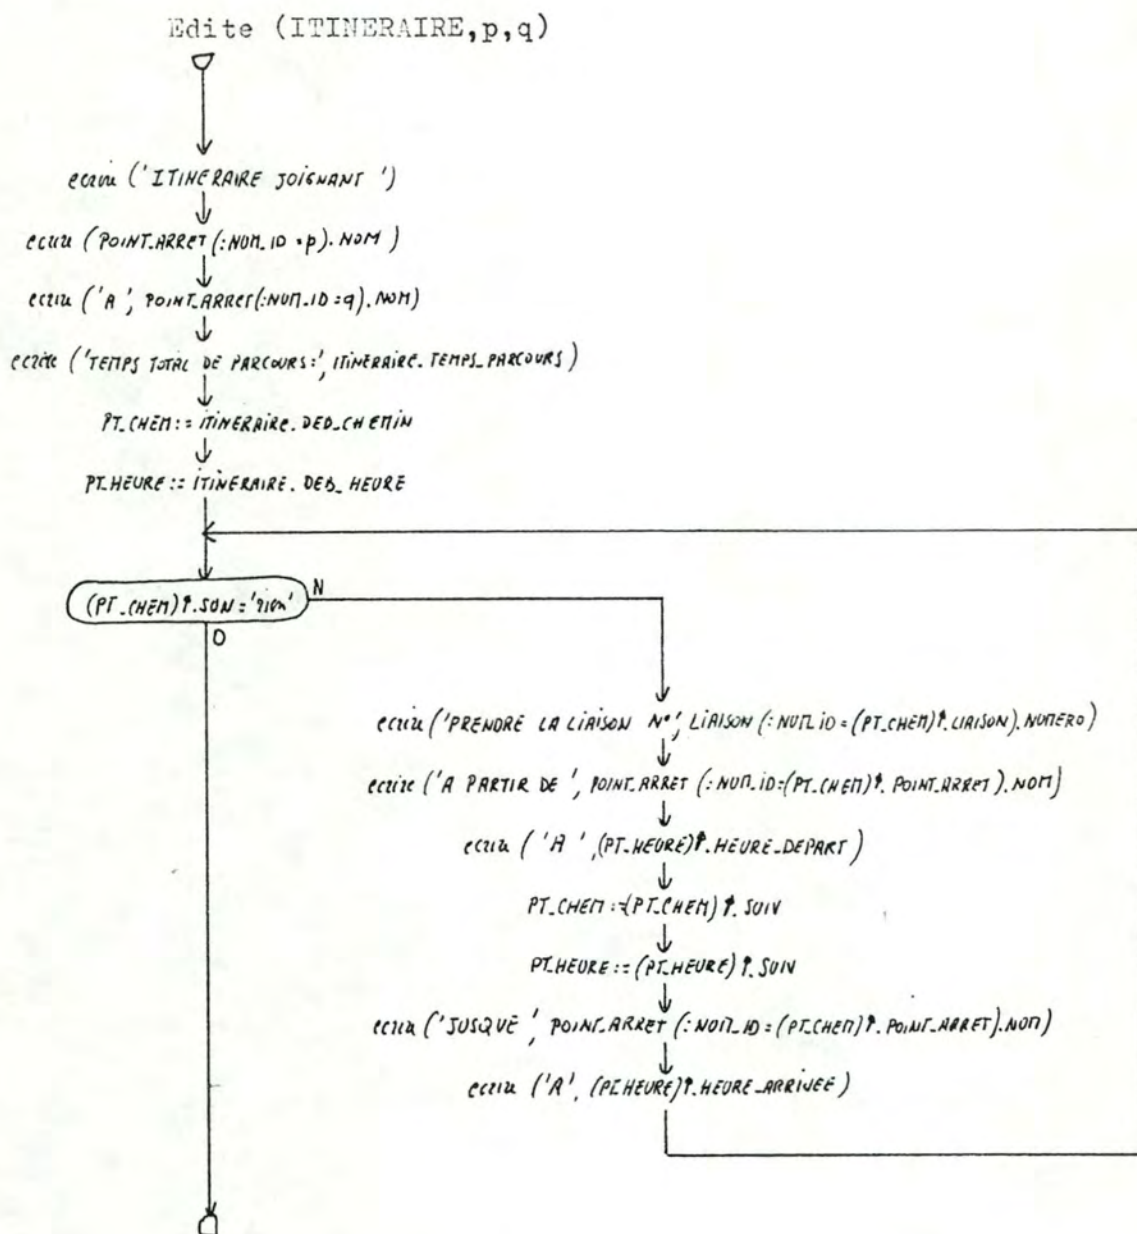 Edite (ITINERAIRE,p,q)
ecrire ('ITINERAIRE JOIGNANT ')
ecrire (POINT_ARRET(:NUM_ID=p).NOM)
ecrire ('A', POINT_ARRET(:NUM_ID=q).NOM)
ecrire ('TEMPS TOTAL DE PARCOURS:', ITINERAIRE.TEMPS_PARCOURS)
PT_CHEM:= ITINERAIRE.DEB_CHEMIN
PT_HEURE:= ITINERAIRE.DEB_HEURE
(PT_CHEM)↑.SUIV='rien'
N
O
ecrire ('PRENDRE LA LIAISON N°', LIAISON(:NUM_ID=(PT_CHEM)↑.LIAISON).NUMERO)
ecrire ('A PARTIR DE ', POINT_ARRET (:NUM_ID=(PT_CHEM)↑.POINT_ARRET).NOM)
ecrire ('A ',(PT_HEURE)↑.HEURE_DEPART)
PT_CHEM:=(PT_CHEM)↑.SUIV
PT_HEURE:=(PT_HEURE)↑.SUIV
ecrire ('JUSQUE', POINT_ARRET (:NUM_ID=(PT_CHEM)↑.POINT_ARRET).NOM)
ecrire ('A', (PT_HEURE)↑.HEURE_ARRIVEE)